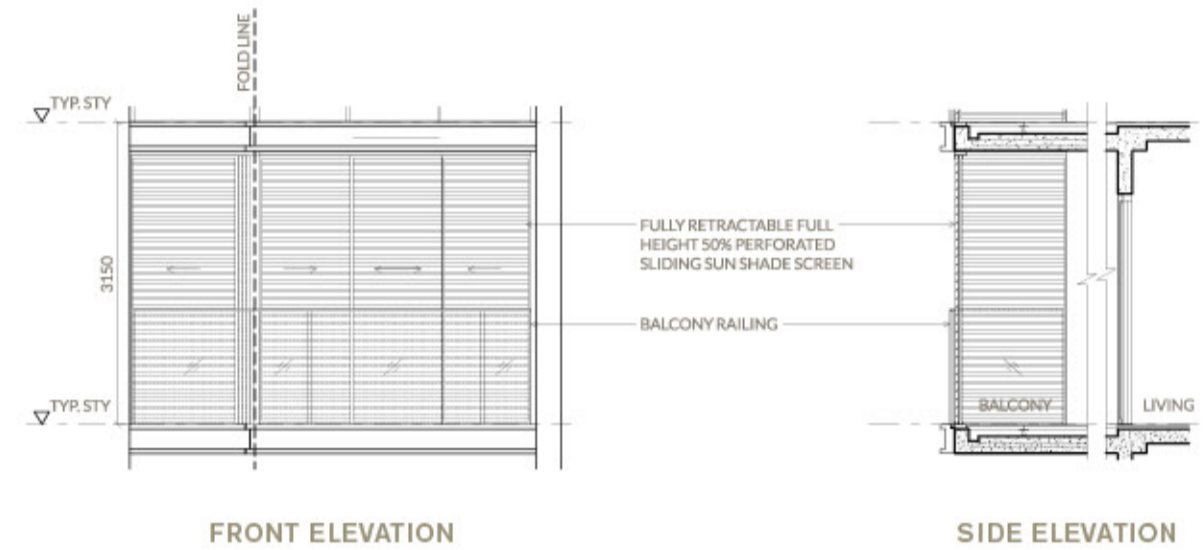 FOLD LINE
TYP. STY
3150
FULLY RETRACTABLE FULL
HEIGHT 50% PERFORATED
SLIDING SUN SHADE SCREEN
BALCONY RAILING
TYP. STY
BALCONY
LIVING
FRONT ELEVATION
SIDE ELEVATION